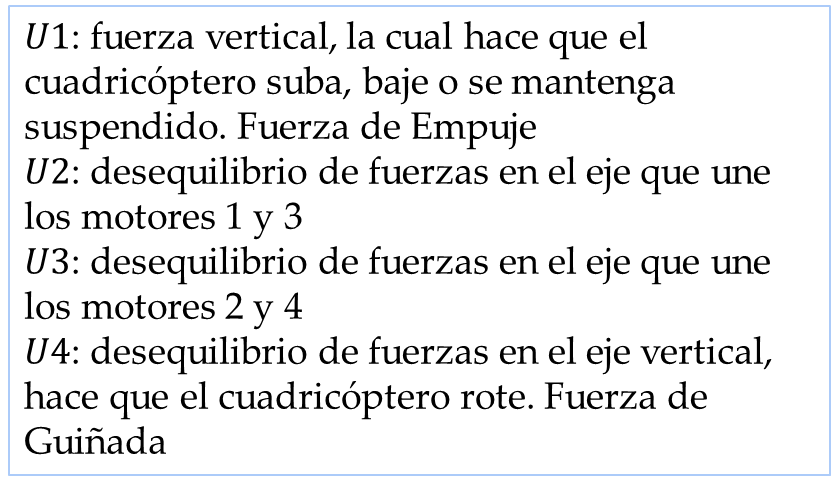 U1: fuerza vertical, la cual hace que el
cuadricóptero suba, baje o se mantenga
suspendido. Fuerza de Empuje
U2: desequilibrio de fuerzas en el eje que une
los motores 1 y 3
U3: desequilibrio de fuerzas en el eje que une
los motores 2 y 4
U4: desequilibrio de fuerzas en el eje vertical,
hace que el cuadricóptero rote. Fuerza de
Guiñada